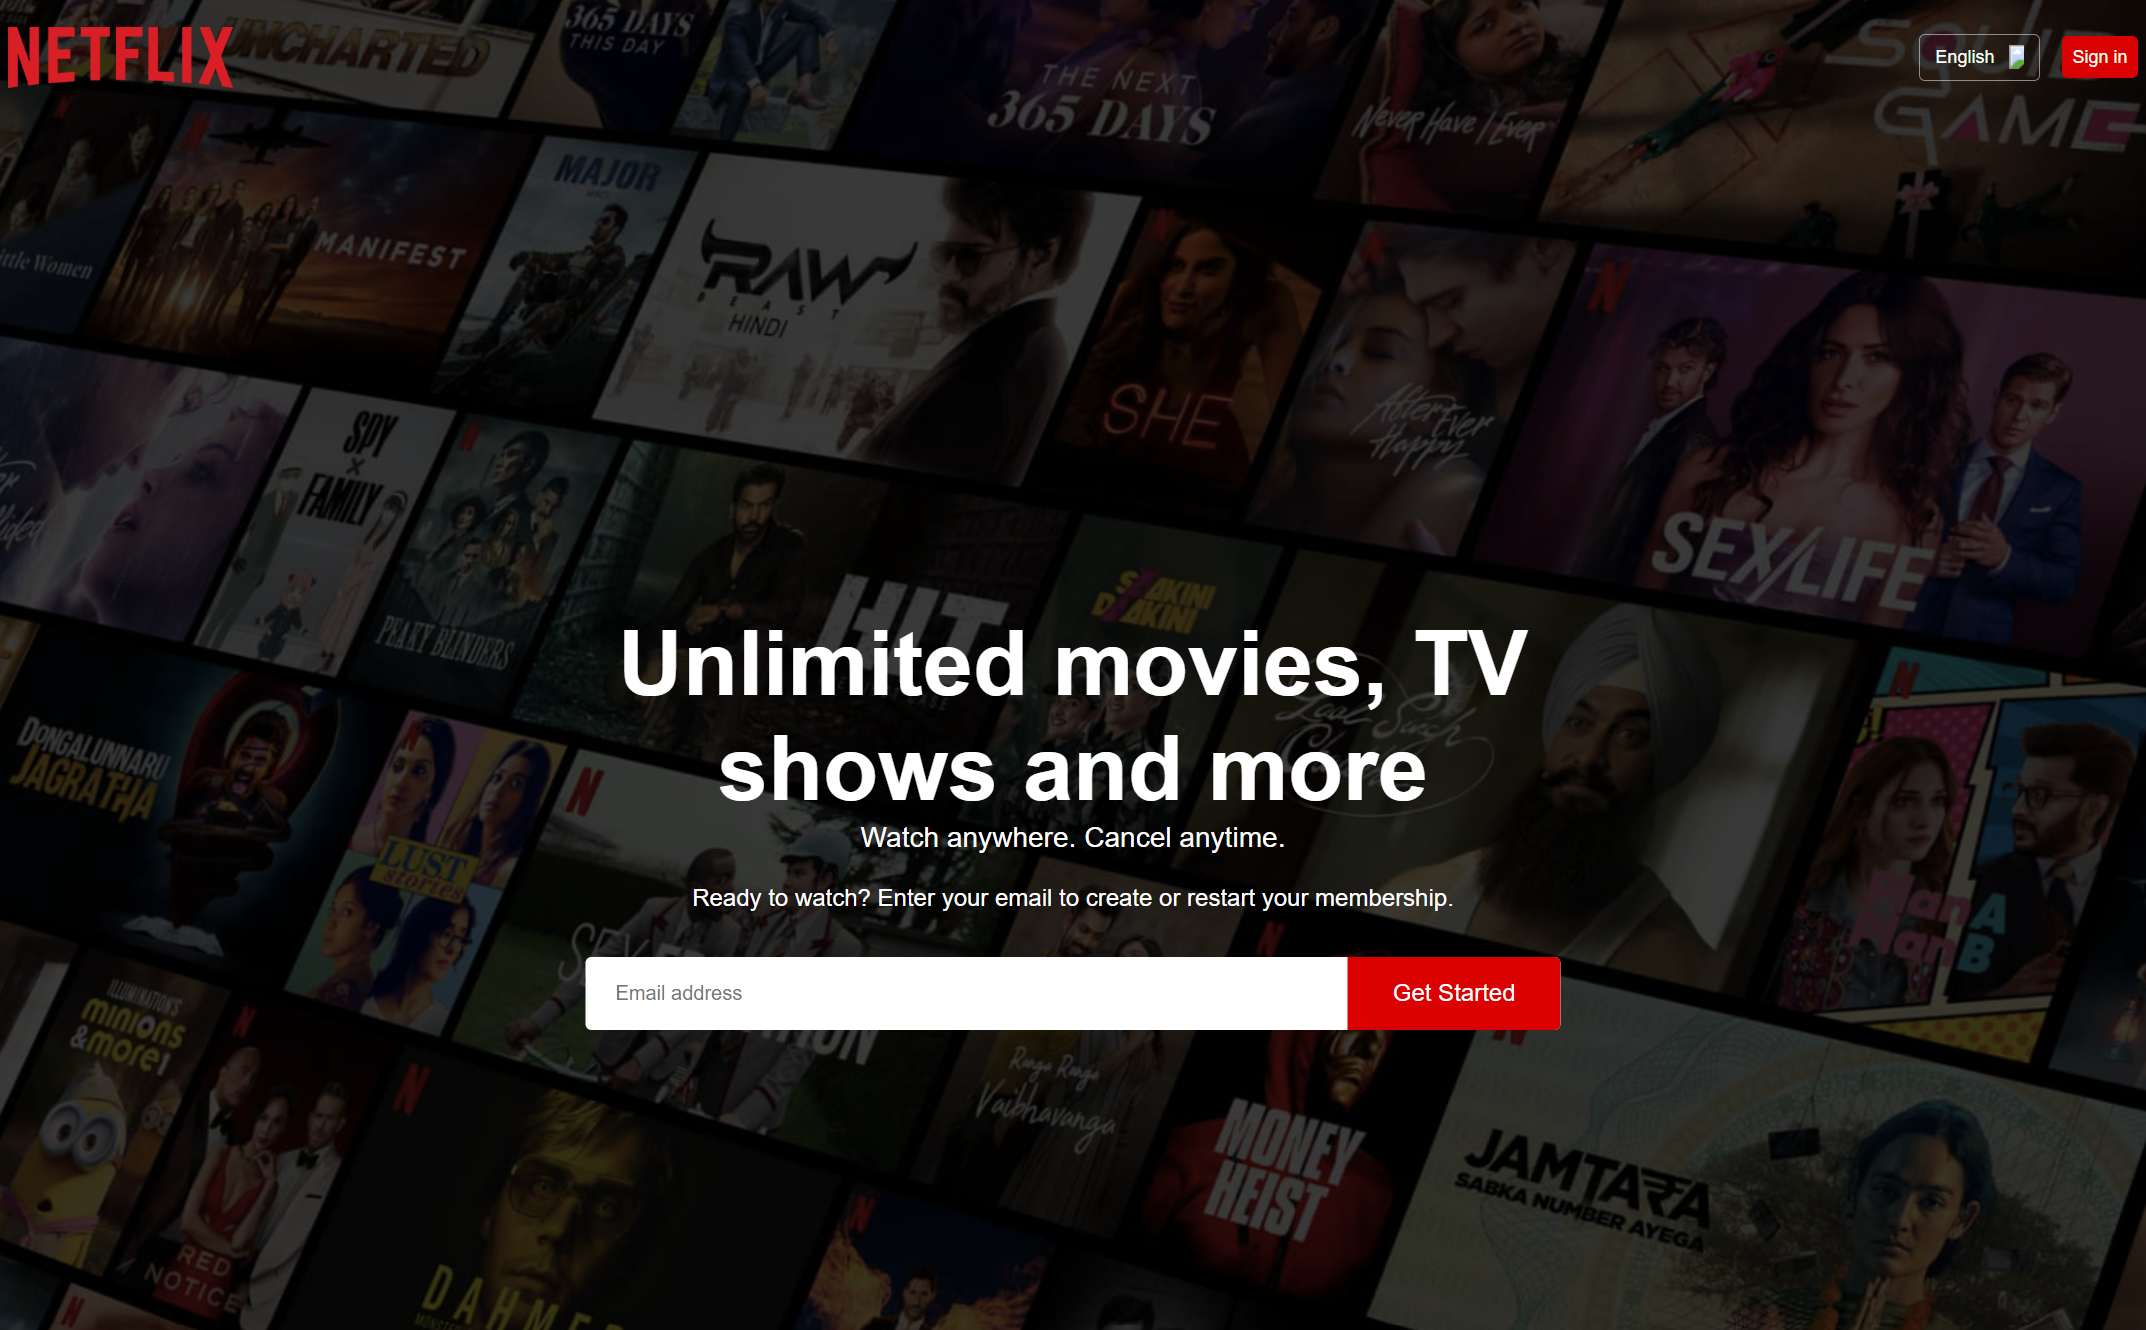 NETFLIX
UNCHARTED
365 DAYS
THIS DAY
THE NEXT
365 DAYS
Never Have I Ever
SQUID
GAME
English
Sign in
Little Women
MANIFEST
MAJOR
RAW
BEAST
HINDI
SHE
After Ever
Happy
SEX/LIFE
SPY
X
FAMILY
PEAKY BLINDERS
HIT
Unlimited movies, TV
shows and more
Watch anywhere. Cancel anytime.
Ready to watch? Enter your email to create or restart your membership.
Email address
Get Started
DONGALUNNARU
JAGRATHA
LUST
stories
Laal Singh
Plan A
Plan B
ILLUMINATION'S
minions
&more!
RED
NOTICE
DAHMER
Ranga Ranga
Vaibhavanga
MONEY
HEIST
JAMTARA
SABKA NUMBER AYEGA